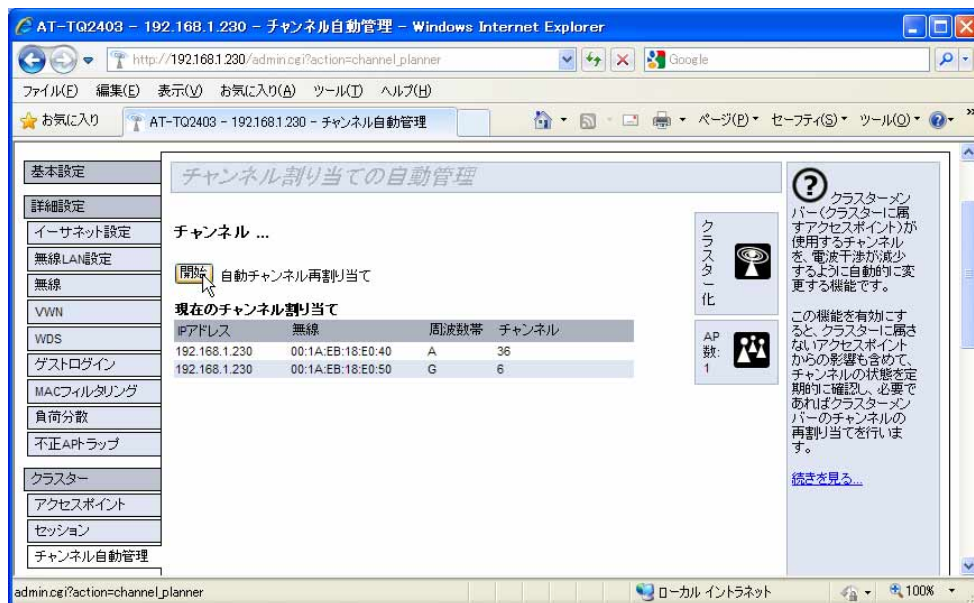 AT-TQ2403 - 192.168.1.230 - チャンネル自動管理 - Windows Internet Explorer
http://192.168.1.230/admin.cgi?action=channel_planner
Google
ファイル(F) 編集(E) 表示(V) お気に入り(A) ツール(T) ヘルプ(H)
お気に入り
AT-TQ2403 - 192.168.1.230 - チャンネル自動管理
ページ(P) セーフティ(S) ツール(O)
基本設定
詳細設定
イーサネット設定
無線LAN設定
無線
VWN
WDS
ゲストログイン
MACフィルタリング
負荷分散
不正APトラップ
クラスター
アクセスポイント
セッション
チャンネル自動管理
チャンネル割り当ての自動管理
チャンネル ...
開始 自動チャンネル再割り当て
現在のチャンネル割り当て
IPアドレス 無線 周波数帯 チャンネル
192.168.1.230 00:1A:EB:18:E0:40 A 36
192.168.1.230 00:1A:EB:18:E0:50 G 6
クラスター化
AP
数:
1
?
クラスターメン
バー(クラスターに属
すアクセスポイント)が
使用するチャンネル
を、電波干渉が減少
するように自動的に変
更する機能です。
この機能を有効にす
ると、クラスターに属さ
ないアクセスポイント
からの影響も含めて、
チャンネルの状態を定
期的に確認し、必要で
あればクラスターメン
バーのチャンネルの
再割り当てを行いま
す。
続きを見る...
admin.cgi?action=channel_planner
ローカル イントラネット
100%